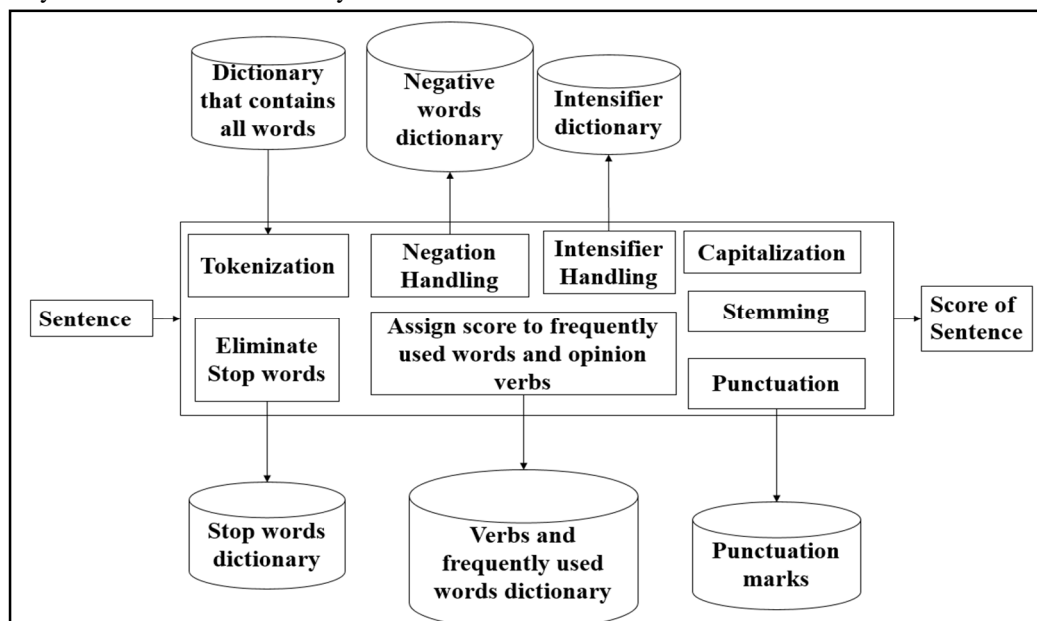 Dictionary
that contains
all words
Negative
words
dictionary
Intensifier
dictionary
Tokenization
Negation
Handling
Intensifier
Handling
Capitalization
Sentence
Stemming
Score of
Sentence
Eliminate
Stop words
Assign score to frequently
used words and opinion
verbs
Punctuation
Stop words
dictionary
Verbs and
frequently used
words dictionary
Punctuation
marks